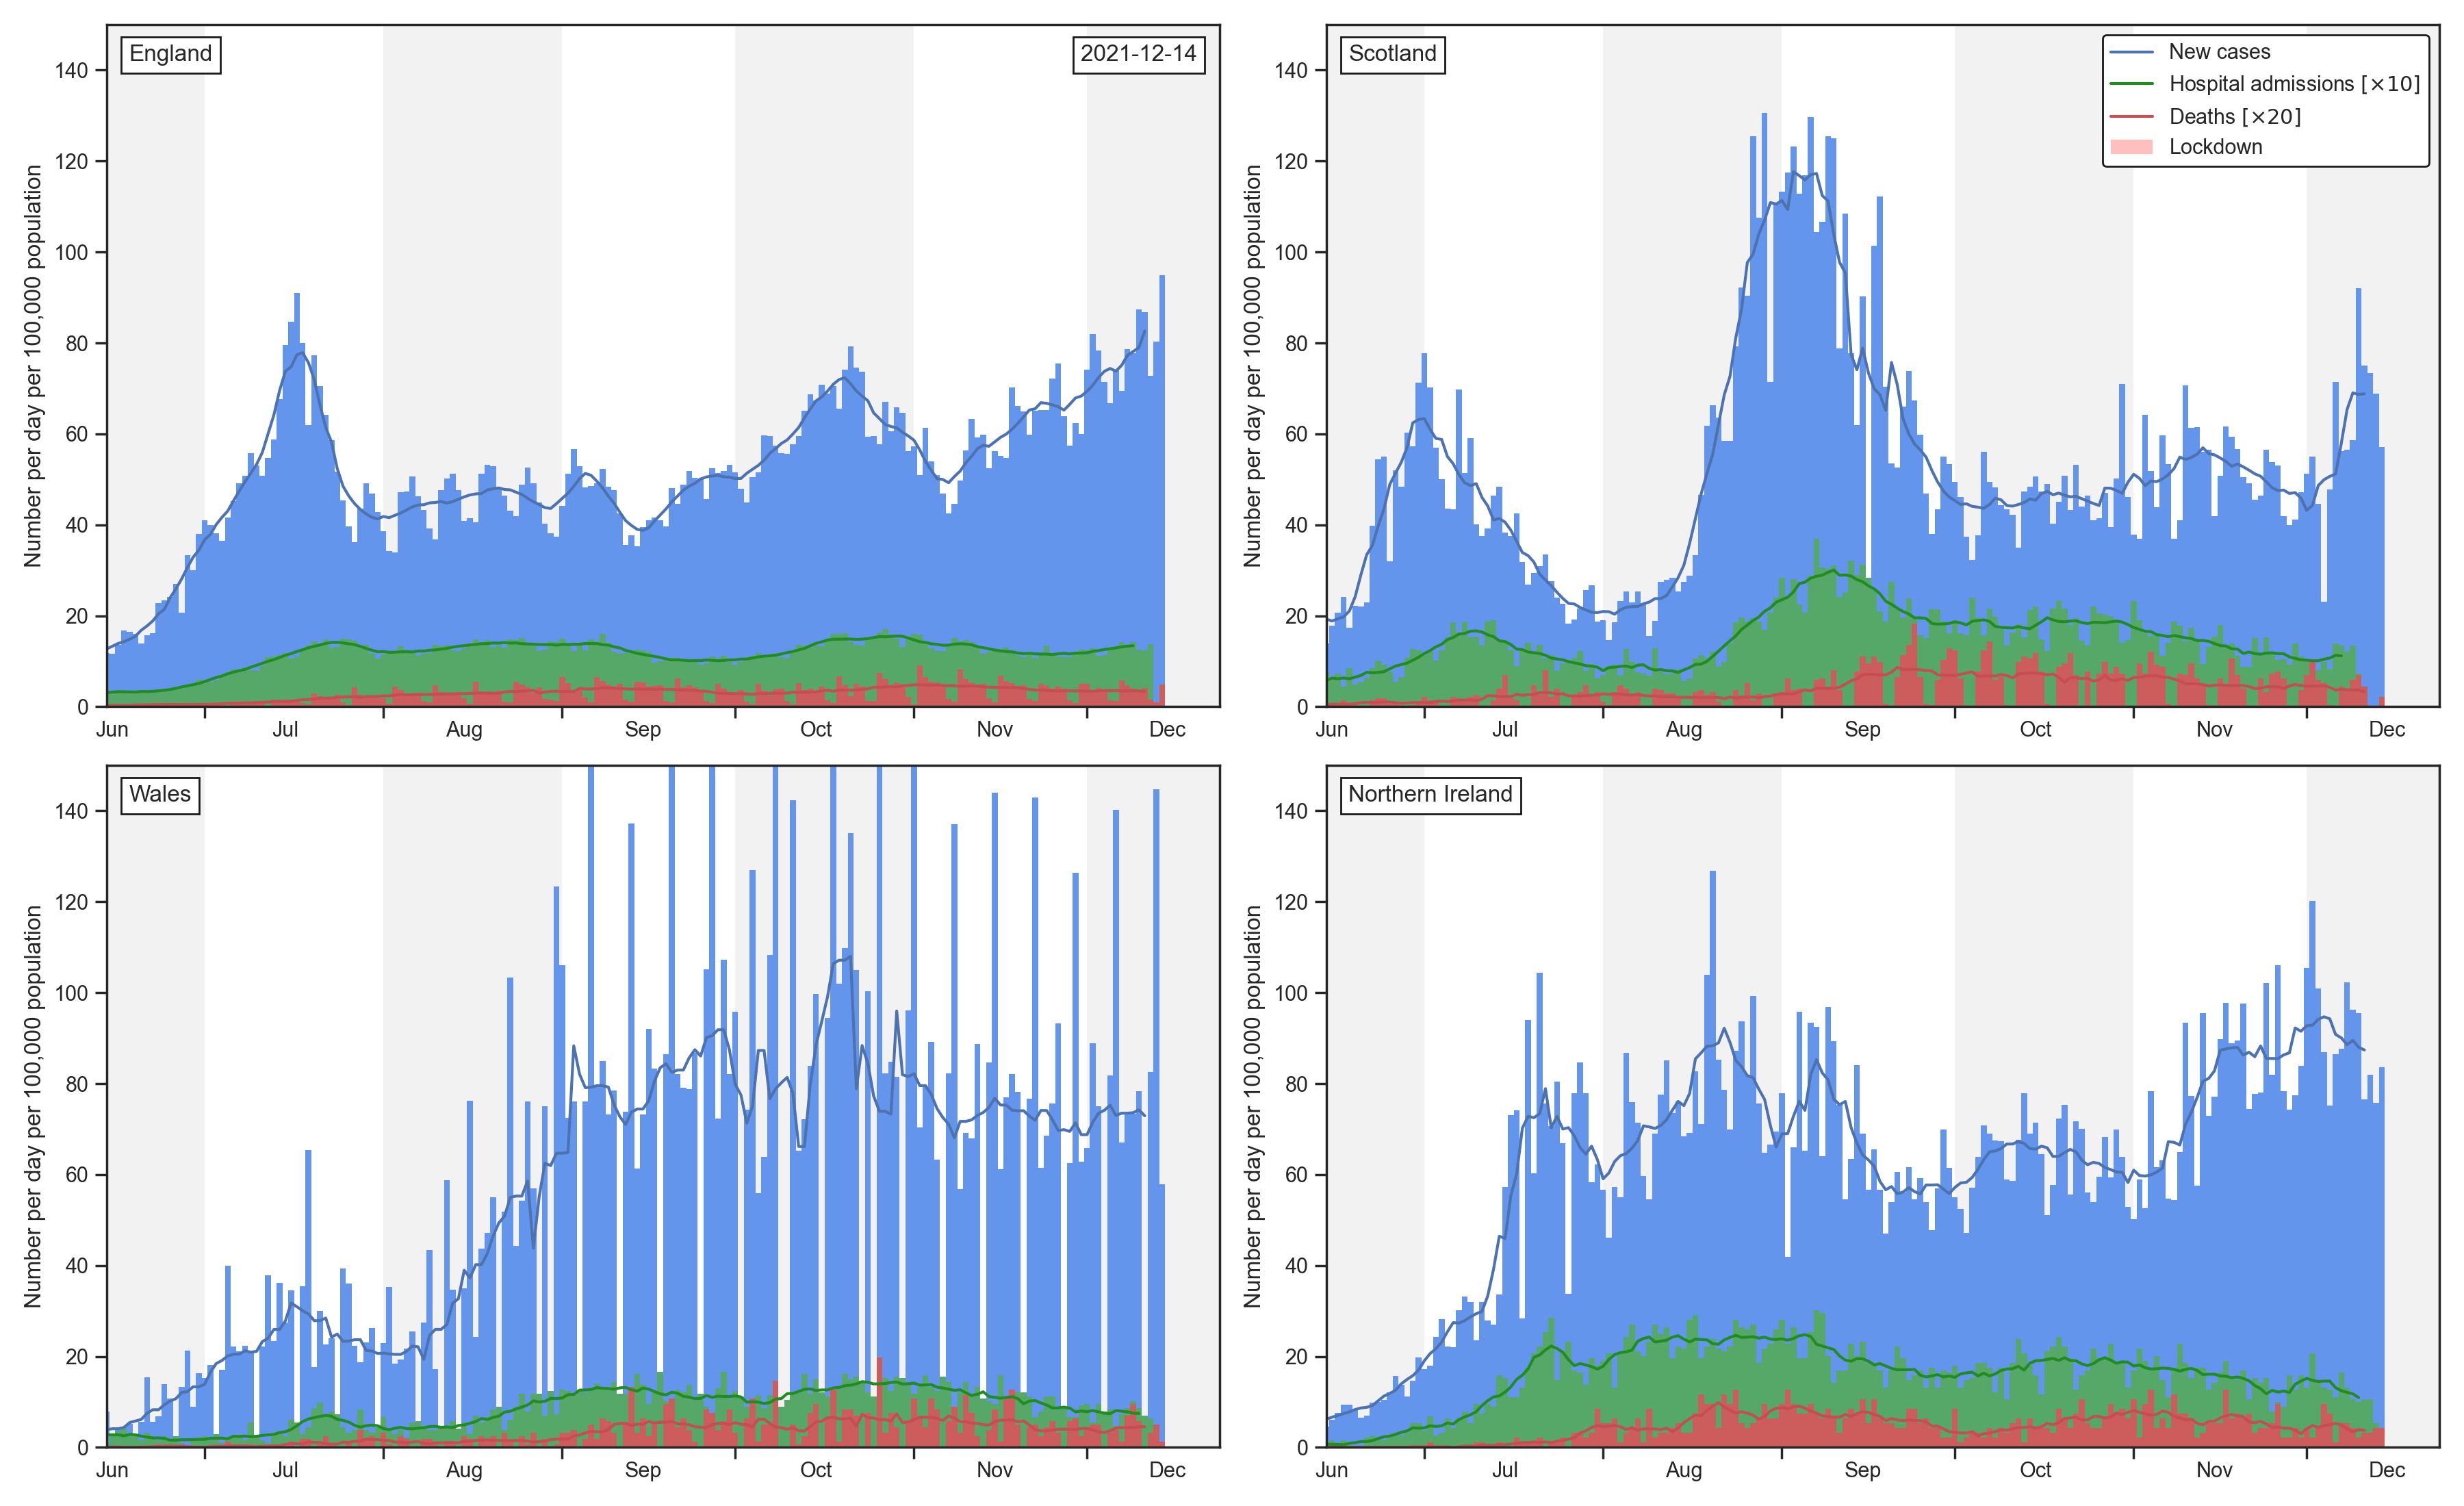 England
2021-12-14
Number per day per 100,000 population
140
120
100
80
60
40
20
0
Jun Jul Aug Sep Oct Nov Dec
Scotland
New cases
Hospital admissions [×10]
Deaths [×20]
Lockdown
Number per day per 100,000 population
140
120
100
80
60
40
20
0
Jun Jul Aug Sep Oct Nov Dec
Wales
Number per day per 100,000 population
140
120
100
80
60
40
20
0
Jun Jul Aug Sep Oct Nov Dec
Northern Ireland
Number per day per 100,000 population
140
120
100
80
60
40
20
0
Jun Jul Aug Sep Oct Nov Dec